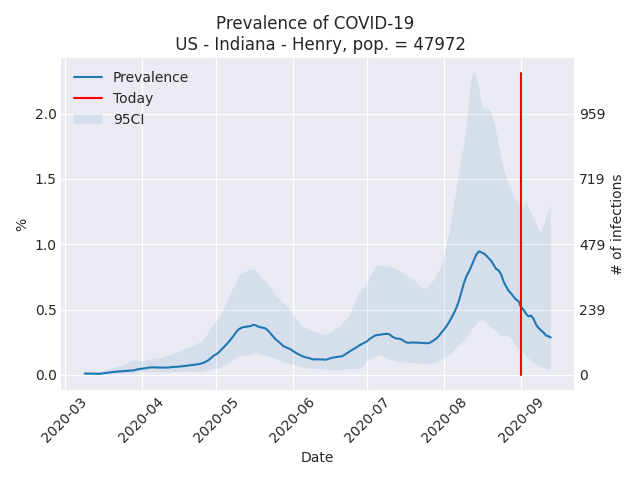 Prevalence of COVID-19
US - Indiana - Henry, pop. = 47972
Prevalence
Today
95CI
2.0
1.5
1.0
0.5
0.0
%
959
719
479
239
0
# of infections
2020-03
2020-04
2020-05
2020-06
2020-07
2020-08
2020-09
Date